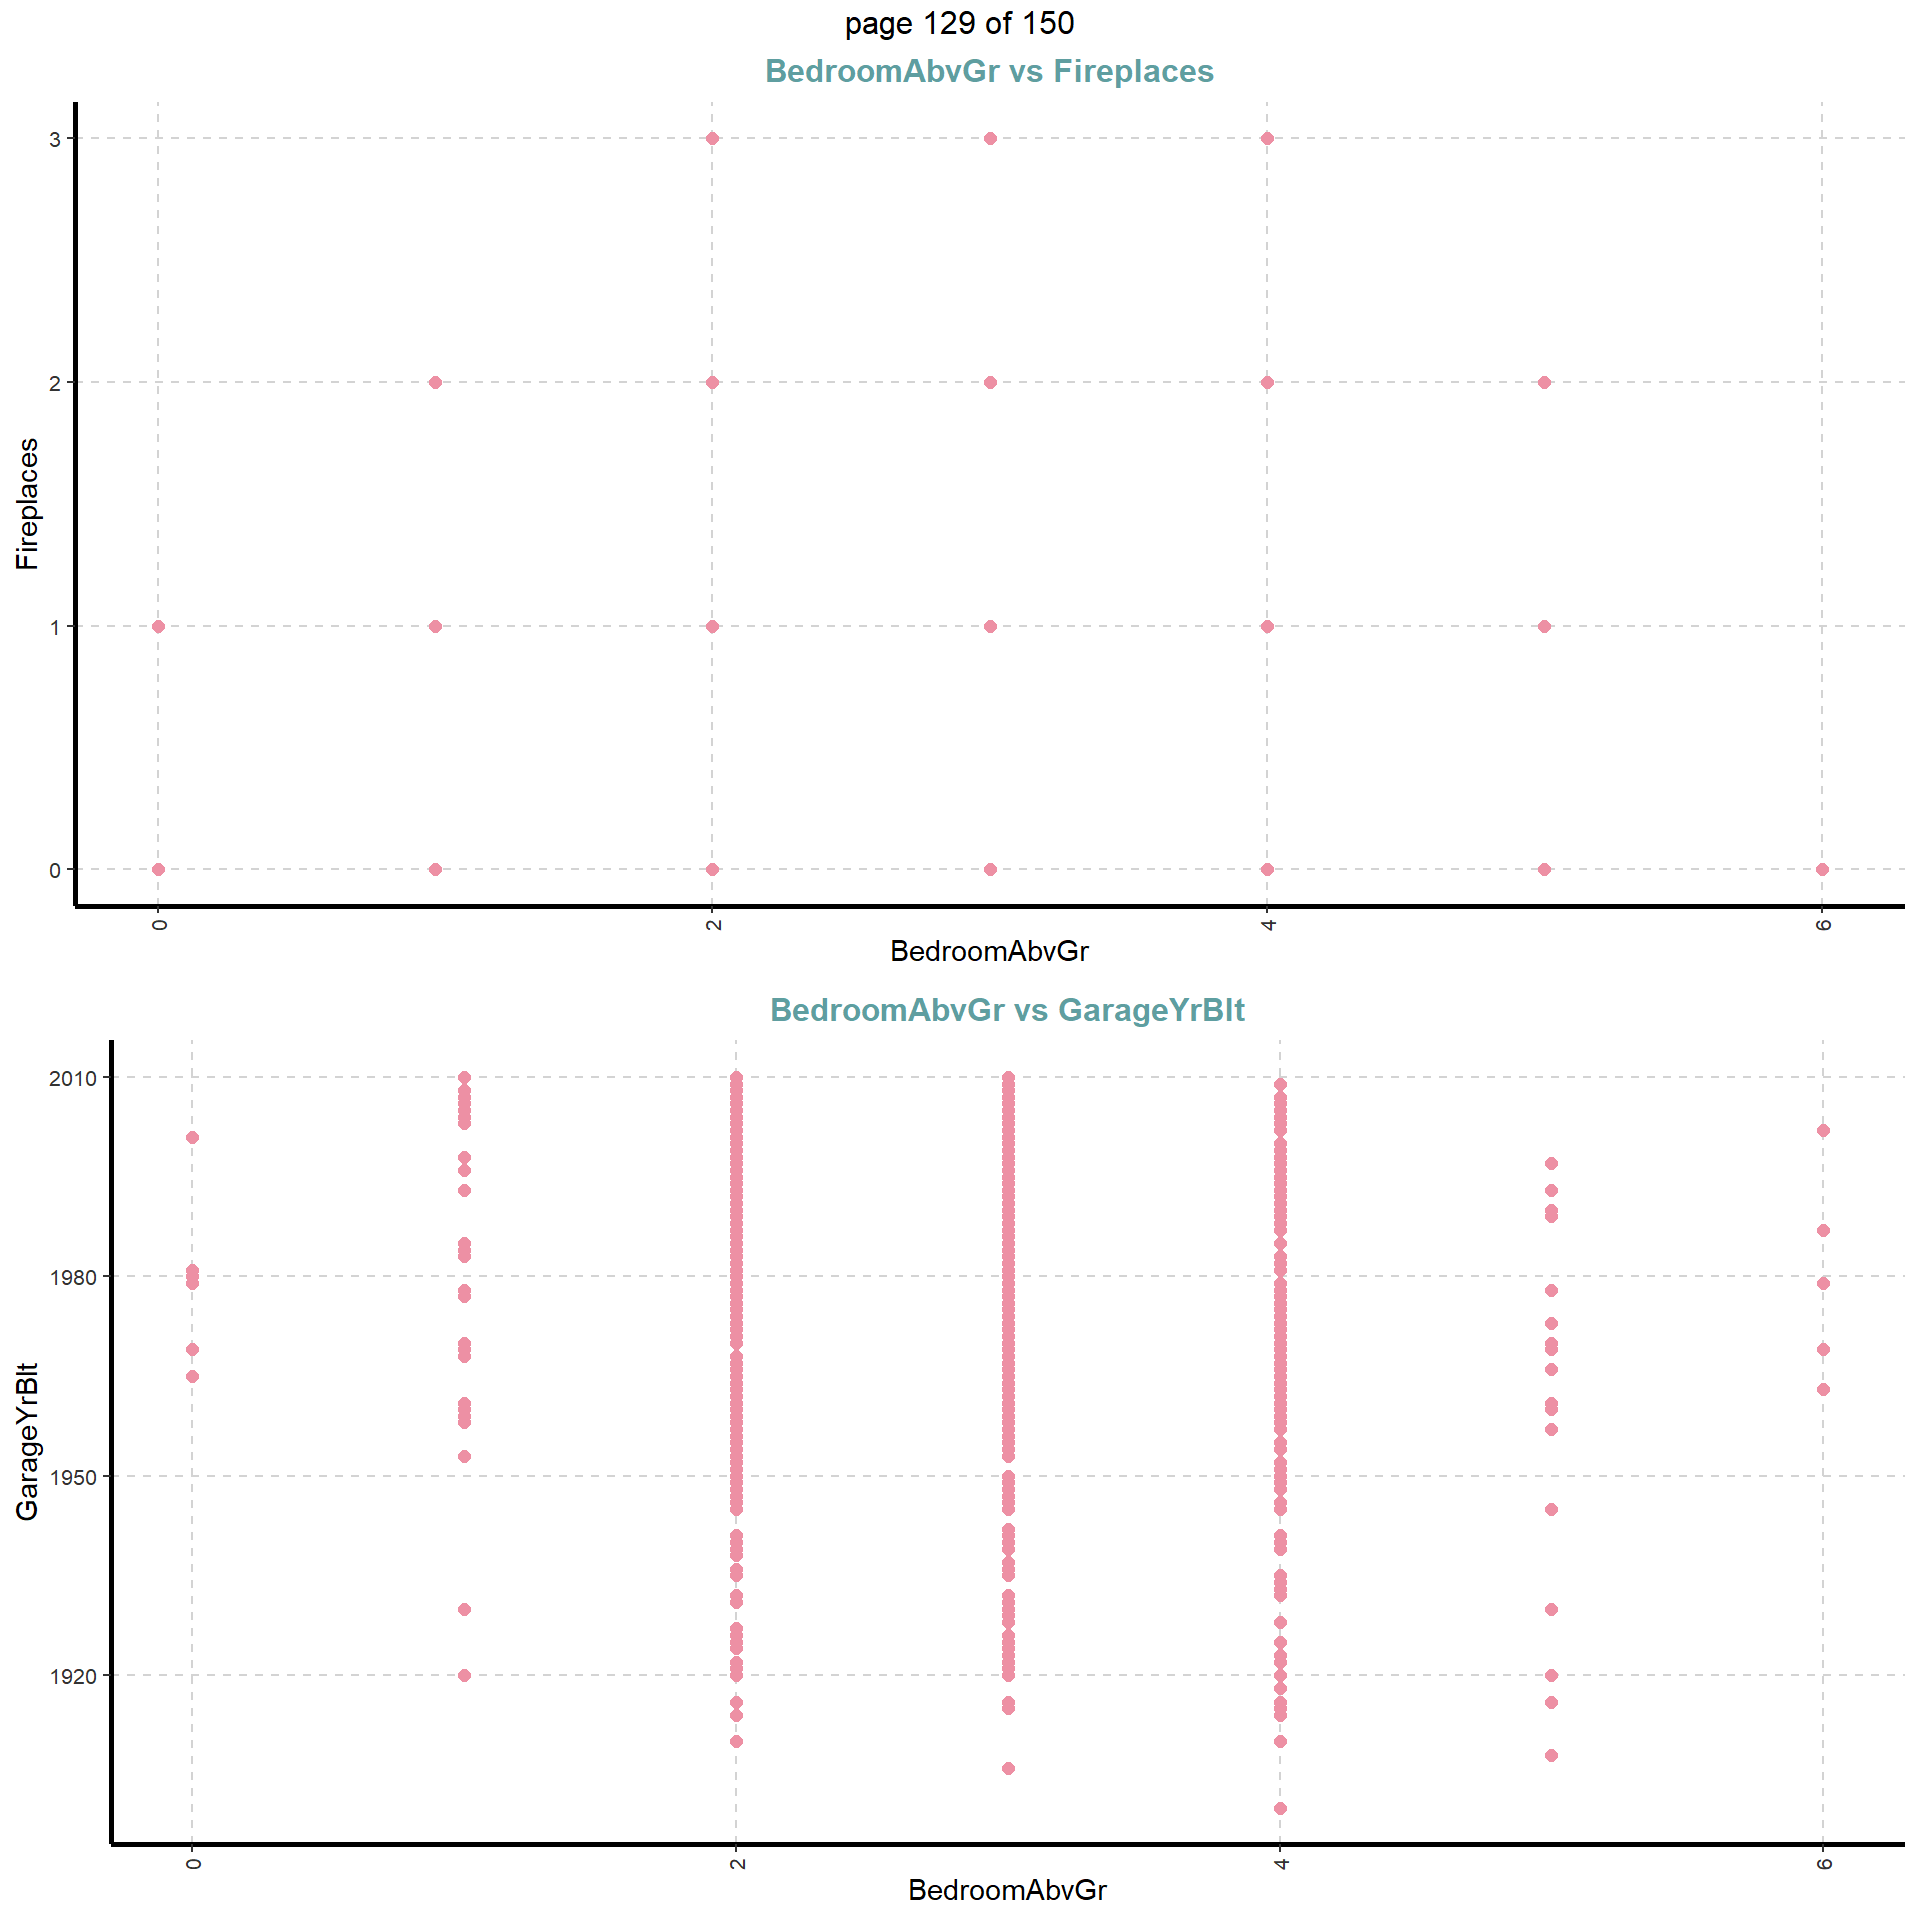 page 129 of 150
BedroomAbvGr vs Fireplaces
3
2
1
0
Fireplaces
0 2 4 6
BedroomAbvGr
BedroomAbvGr vs GarageYrBlt
2010
1980
1950
1920
GarageYrBlt
0 2 4 6
BedroomAbvGr